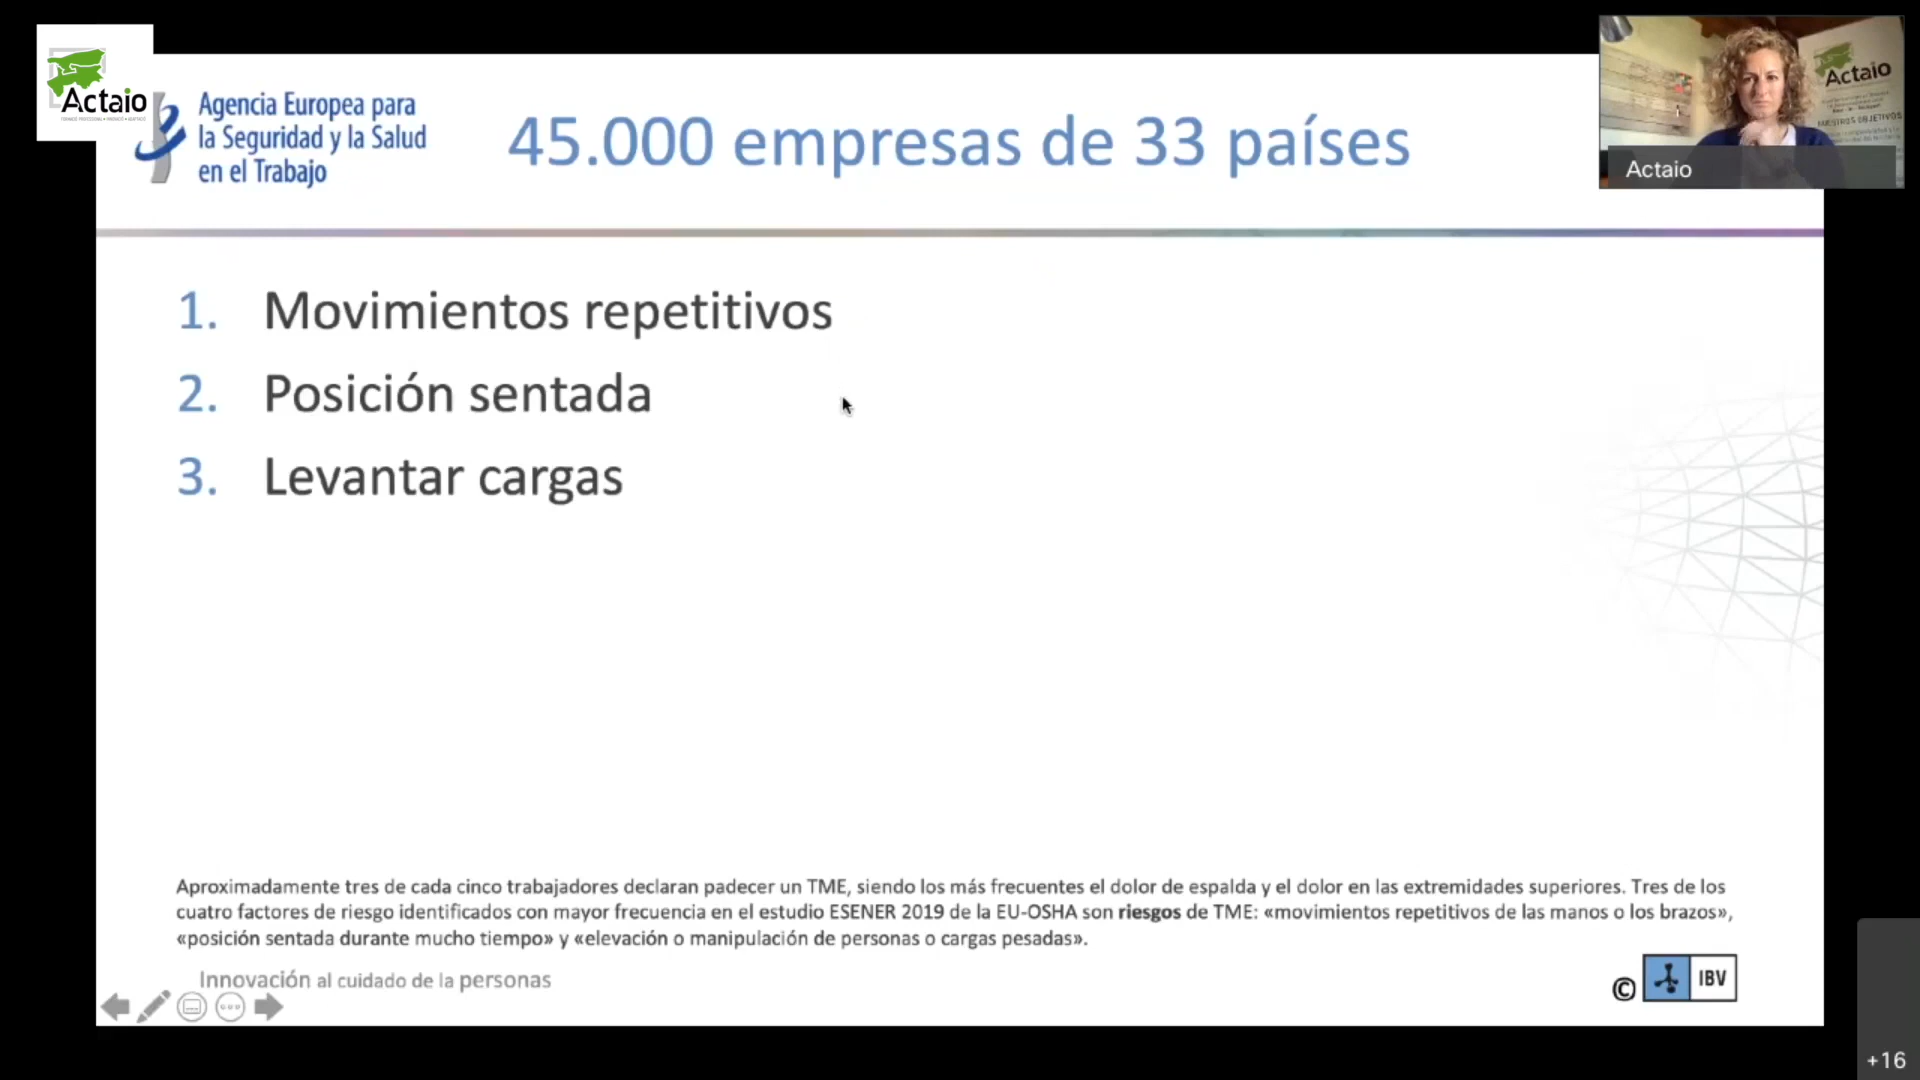 Actaio
Agencia Europea para
la Seguridad y la Salud
en el Trabajo
45.000 empresas de 33 países
Actaio
NUESTROS OBJETIVOS
Actaio
1. Movimientos repetitivos
2. Posición sentada
3. Levantar cargas
Aproximadamente tres de cada cinco trabajadores declaran padecer un TME, siendo los más frecuentes el dolor de espalda y el dolor en las extremidades superiores. Tres de los
cuatro factores de riesgo identificados con mayor frecuencia en el estudio ESENER 2019 de la EU-OSHA son riesgos de TME: «movimientos repetitivos de las manos o los brazos»,
«posición sentada durante mucho tiempo» y «elevación o manipulación de personas o cargas pesadas».
Innovación al cuidado de la personas
© IBV
+16